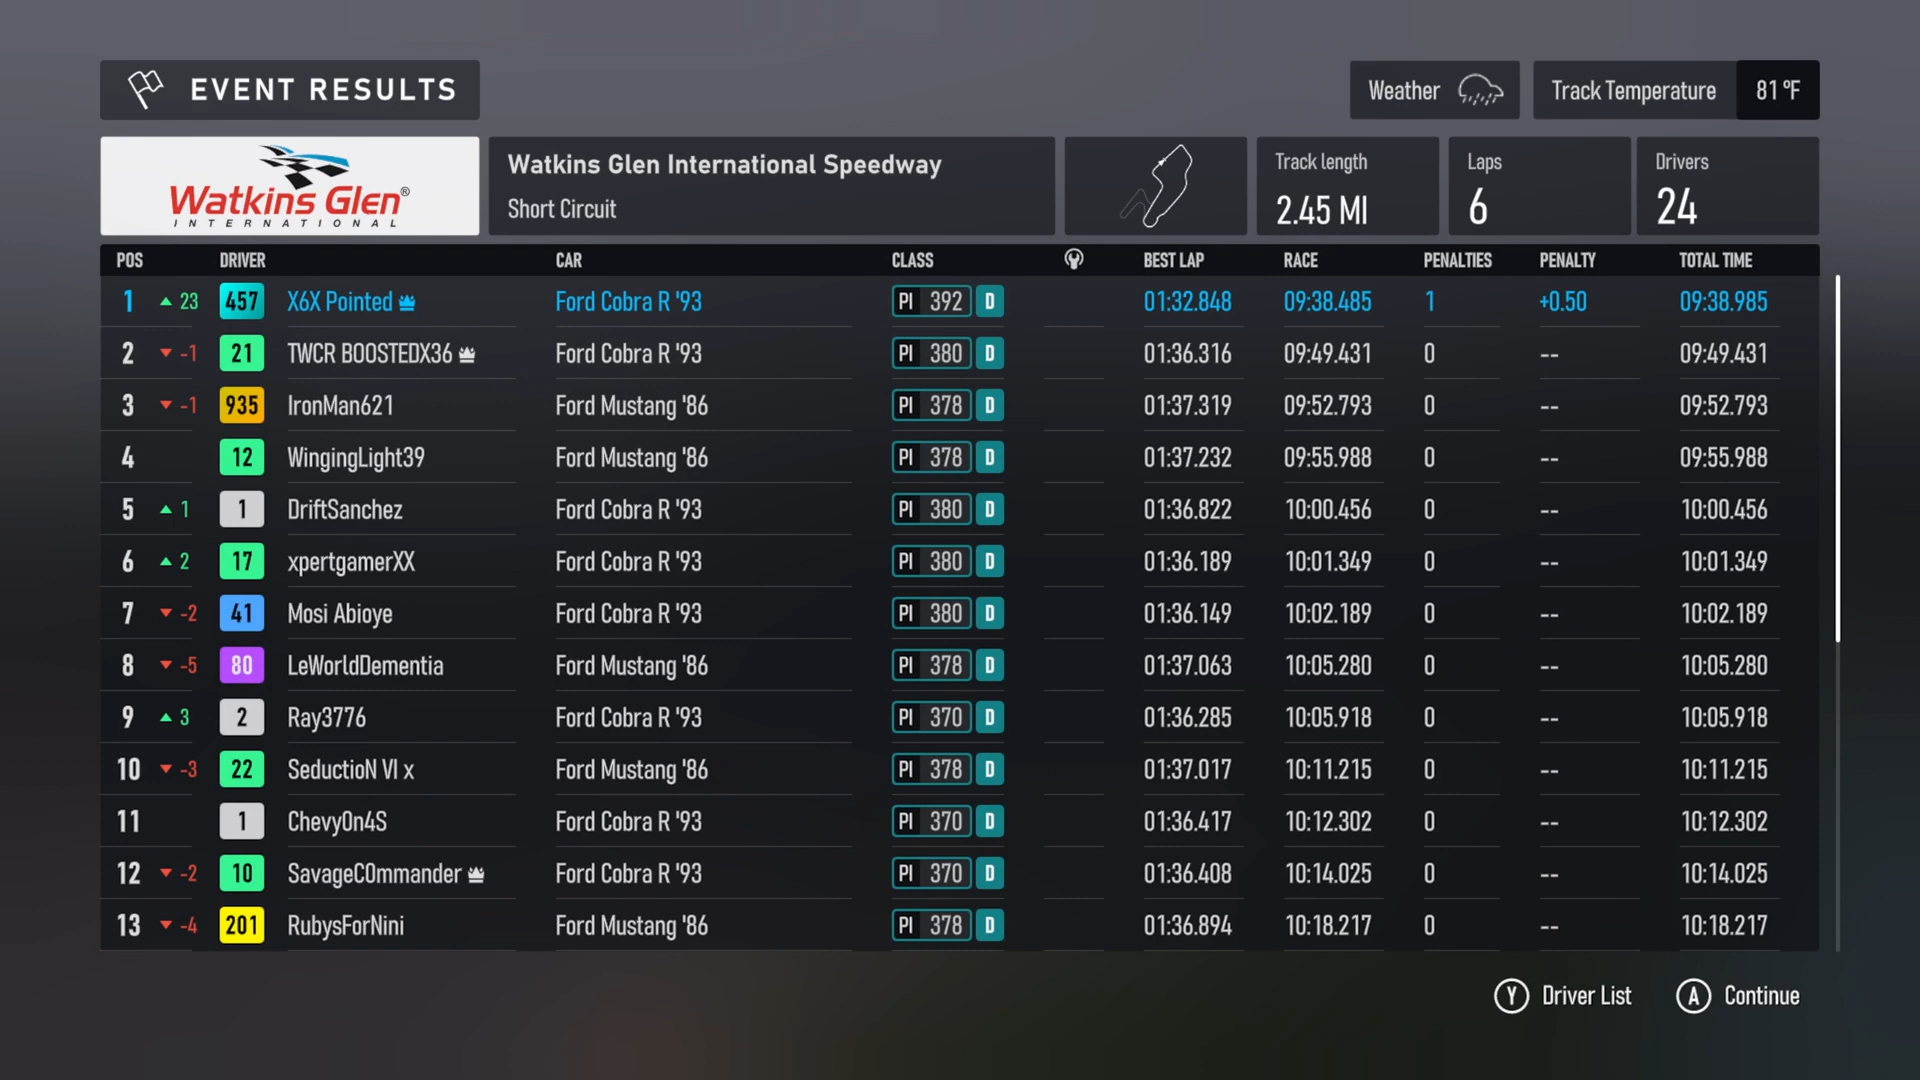 EVENT RESULTS
Weather
Track Temperature 81 ºF
Watkins Glen®
INTERNATIONAL
Watkins Glen International Speedway
Short Circuit
Track length
2.45 MI
Laps
6
Drivers
24
POS DRIVER CAR CLASS BEST LAP RACE PENALTIES PENALTY TOTAL TIME
1 23 457 X6X Pointed Ford Cobra R '93 PI 392 D 01:32.848 09:38.485 1 +0.50 09:38.985
2 -1 21 TWCR BOOSTEDX36 Ford Cobra R '93 PI 380 D 01:36.316 09:49.431 0 -- 09:49.431
3 -1 935 IronMan621 Ford Mustang '86 PI 378 D 01:37.319 09:52.793 0 -- 09:52.793
4 12 WingingLight39 Ford Mustang '86 PI 378 D 01:37.232 09:55.988 0 -- 09:55.988
5 1 1 DriftSanchez Ford Cobra R '93 PI 380 D 01:36.822 10:00.456 0 -- 10:00.456
6 2 17 xpertgamerXX Ford Cobra R '93 PI 380 D 01:36.189 10:01.349 0 -- 10:01.349
7 -2 41 Mosi Abioye Ford Cobra R '93 PI 380 D 01:36.149 10:02.189 0 -- 10:02.189
8 -5 80 LeWorldDementia Ford Mustang '86 PI 378 D 01:37.063 10:05.280 0 -- 10:05.280
9 3 2 Ray3776 Ford Cobra R '93 PI 370 D 01:36.285 10:05.918 0 -- 10:05.918
10 -3 22 SeductioN VI x Ford Mustang '86 PI 378 D 01:37.017 10:11.215 0 -- 10:11.215
11 1 ChevyOn4S Ford Cobra R '93 PI 370 D 01:36.417 10:12.302 0 -- 10:12.302
12 -2 10 SavageC0mmander Ford Cobra R '93 PI 370 D 01:36.408 10:14.025 0 -- 10:14.025
13 -4 201 RubysForNini Ford Mustang '86 PI 378 D 01:36.894 10:18.217 0 -- 10:18.217
Y Driver List A Continue